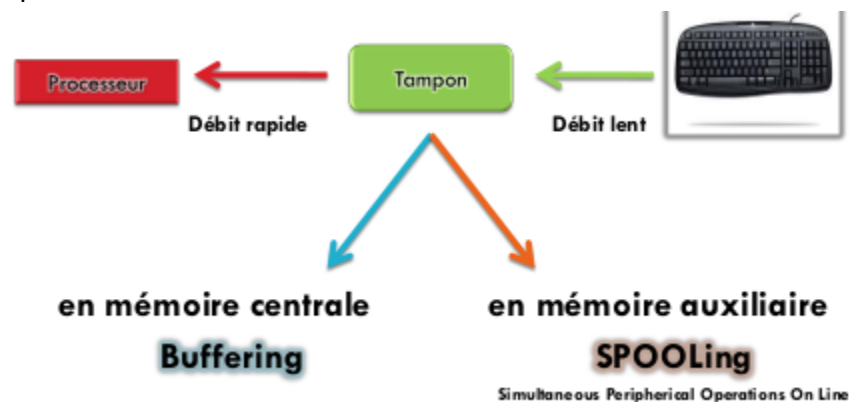 Processeur
Tampon
Débit rapide
Débit lent
en mémoire centrale
en mémoire auxiliaire
Buffering
SPOOLing
Simultaneous Peripherical Operations On Line